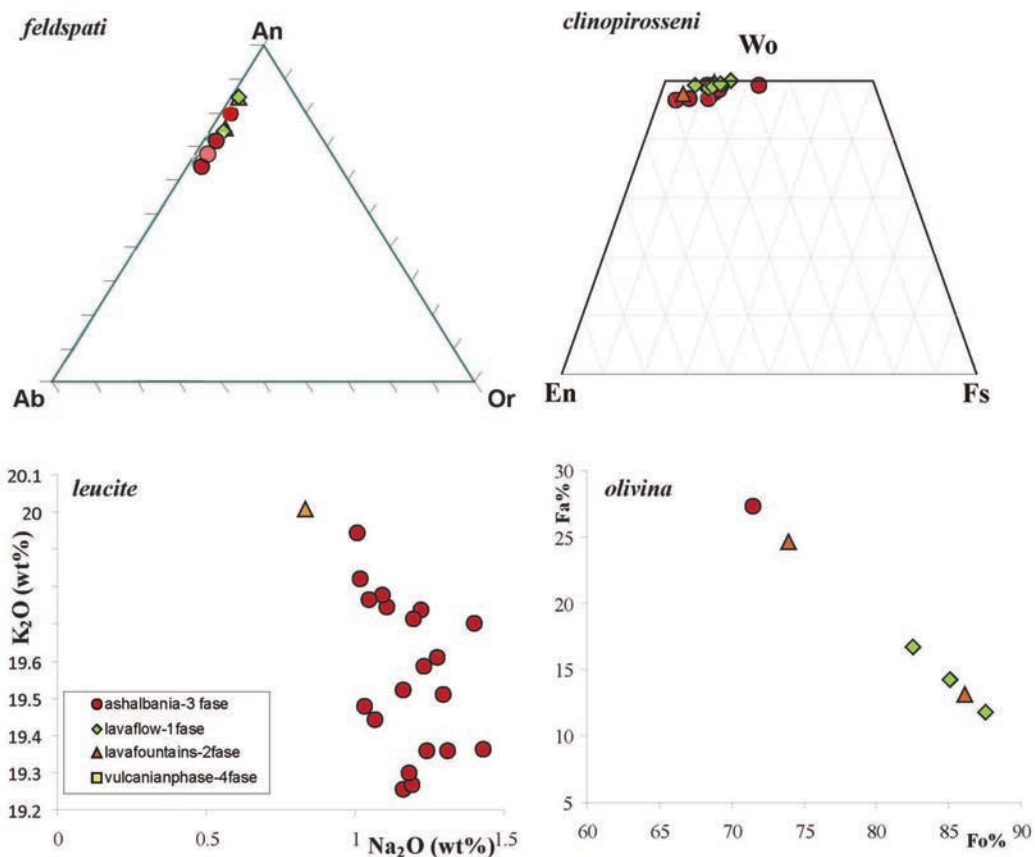 feldspati
An
Ab
Or
clinopirosseni
Wo
En
Fs
leucite
K₂O (wt%)
20.1
20
19.6
19.5
19.4
19.3
19.2
0
0.5
1
1.5
Na₂O (wt%)
ashalbania-3 fase
lavaflow-1fase
lavafountains-2fase
vulcanianphase-4fase
olivina
Fa%
30
25
20
15
10
5
60
65
70
75
80
85
90
Fo%